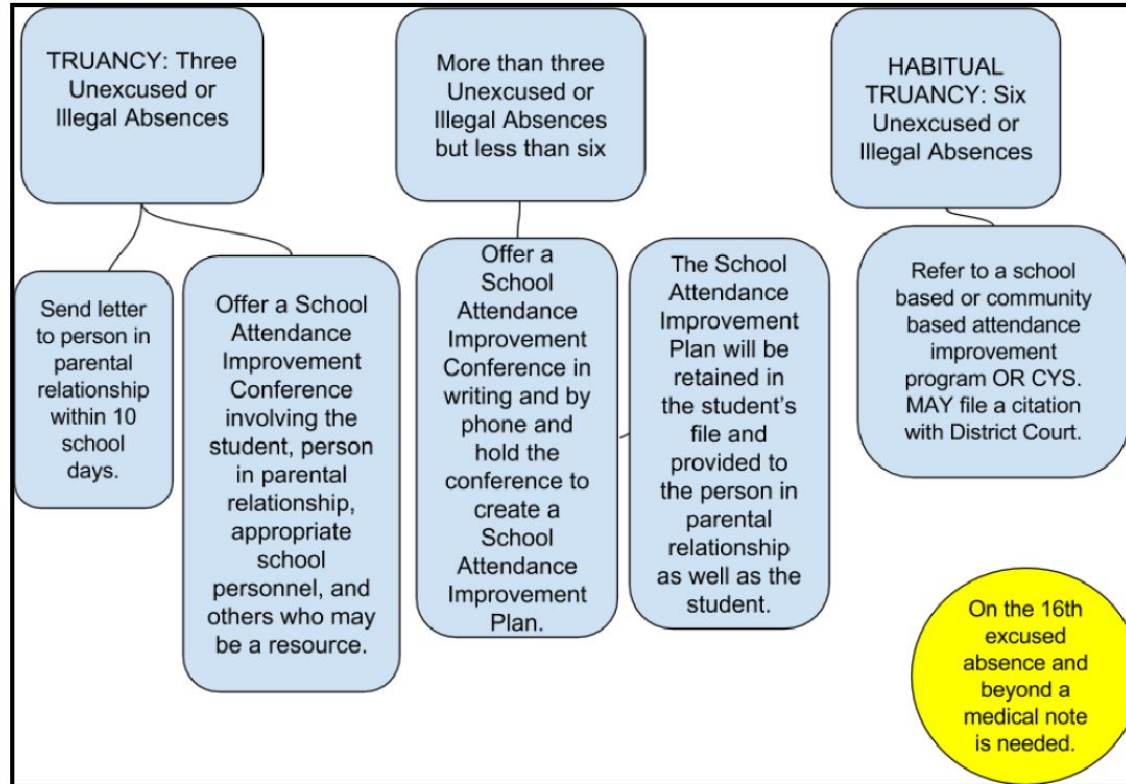 TRUANCY: Three
Unexcused or
Illegal Absences
More than three
Unexcused or
Illegal Absences
but less than six
HABITUAL
TRUANCY: Six
Unexcused or
Illegal Absences
Send letter
to person in
parental
relationship
within 10
school
days.
Offer a School
Attendance
Improvement
Conference
involving the
student, person
in parental
relationship,
appropriate
school
personnel, and
others who may
be a resource.
Offer a
School
Attendance
Improvement
Conference in
writing and by
phone and
hold the
conference to
create a
School
Attendance
Improvement
Plan.
The School
Attendance
Improvement
Plan will be
retained in
the student's
file and
provided to
the person in
parental
relationship
as well as the
student.
Refer to a school
based or community
based attendance
improvement
program OR CYS.
MAY file a citation
with District Court.
On the 16th
excused
absence and
beyond a
medical note
is needed.